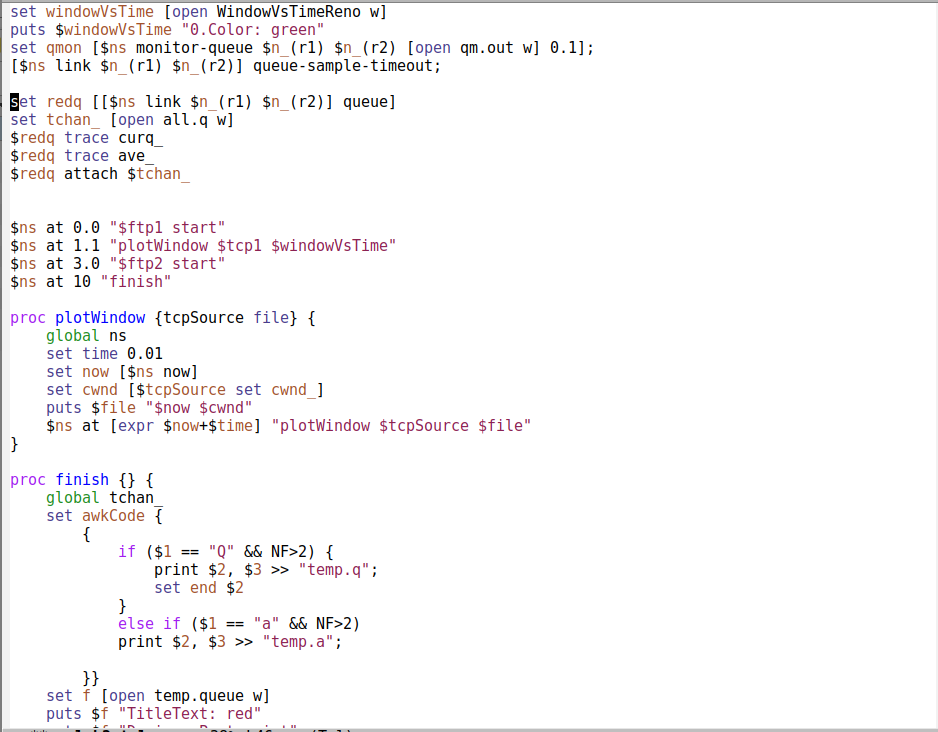 set windowVsTime [open WindowVsTimeReno w]
puts $windowVsTime "0.Color: green"
set qmon [$ns monitor-queue $n_(r1) $n_(r2) [open qm.out w] 0.1];
[$ns link $n_(r1) $n_(r2)] queue-sample-timeout;
set redq [[$ns link $n_(r1) $n_(r2)] queue]
set tchan_ [open all.q w]
$redq trace curq_
$redq trace ave_
$redq attach $tchan_
$ns at 0.0 "$ftp1 start"
$ns at 1.1 "plotWindow $tcp1 $windowVsTime"
$ns at 3.0 "$ftp2 start"
$ns at 10 "finish"
proc plotWindow {tcpSource file} {
    global ns
    set time 0.01
    set now [$ns now]
    set cwnd [$tcpSource set cwnd_]
    puts $file "$now $cwnd"
    $ns at [expr $now+$time] "plotWindow $tcpSource $file"
}
proc finish {} {
    global tchan_
    set awkCode {
        {
            if ($1 == "Q" && NF>2) {
                print $2, $3 >> "temp.q";
                set end $2
            }
            else if ($1 == "a" && NF>2)
            print $2, $3 >> "temp.a";
        }}
    set f [open temp.queue w]
    puts $f "TitleText: red"